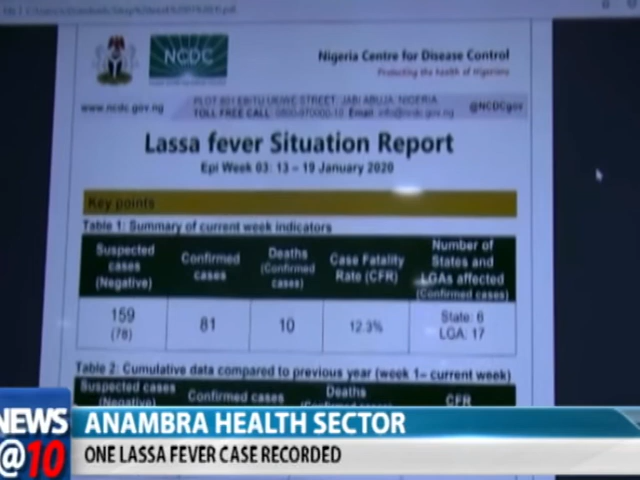 NCDC
Nigeria Centre for Disease Control
Protecting the health of Nigerians
www.ncdc.gov.ng
PLOT 801 EBITU UKIWE STREET, JABI ABUJA, NIGERIA
TOLL FREE CALL: Email: info@ncdc.gov.ng
@NCDCgov
Lassa fever Situation Report
Epi Week 03: 13 – 19 January 2020
Key points
Table 1: Summary of current week indicators
Suspected cases (Negative)
Confirmed cases
Deaths (Confirmed cases)
Case Fatality Rate (CFR)
Number of States and LGAs affected (Confirmed cases)
159 (78)
81
10
12.3%
State: 6 LGA: 17
Table 2: Cumulative data compared to previous year (week 1– current week)
Suspected cases (Negative)
Confirmed cases
Deaths
CFR
NEWS @10
ANAMBRA HEALTH SECTOR
ONE LASSA FEVER CASE RECORDED